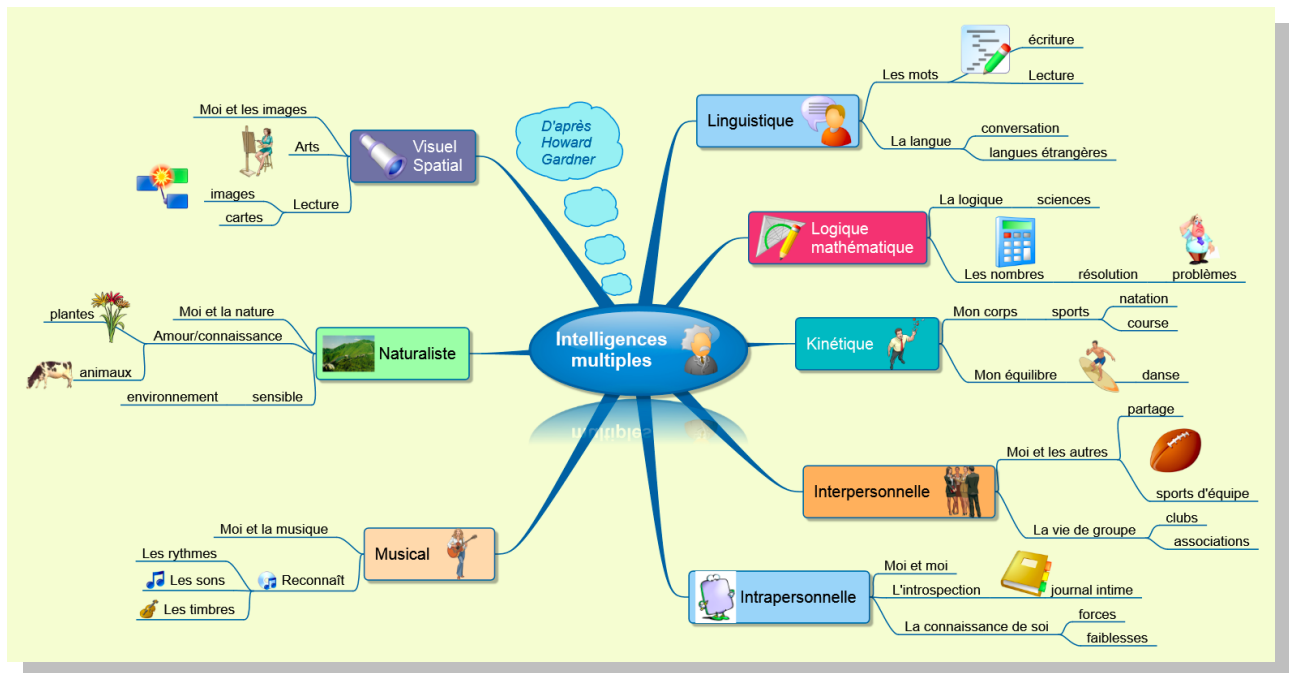 D'après
Howard
Gardner
Intelligences
multiples
Linguistique
Les mots
écriture
Lecture
La langue
conversation
langues étrangères
Logique
mathématique
La logique
sciences
Les nombres
résolution
problèmes
Kinétique
Mon corps
sports
natation
course
Mon équilibre
danse
Interpersonnelle
Moi et les autres
partage
sports d'équipe
La vie de groupe
clubs
associations
Intrapersonnelle
Moi et moi
L'introspection
journal intime
La connaissance de soi
forces
faiblesses
Musical
Moi et la musique
Reconnaît
Les rythmes
Les sons
Les timbres
Naturaliste
Moi et la nature
Amour/connaissance
plantes
animaux
sensible
environnement
Visuel
Spatial
Moi et les images
Arts
Lecture
images
cartes
multiples